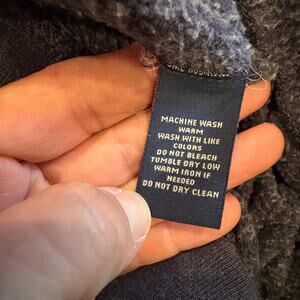 MACHINE WASH
WARM
WASH WITH LIKE
COLORS
DO NOT BLEACH
TUMBLE DRY LOW
WARM IRON IF
NEEDED
DO NOT DRY CLEAN